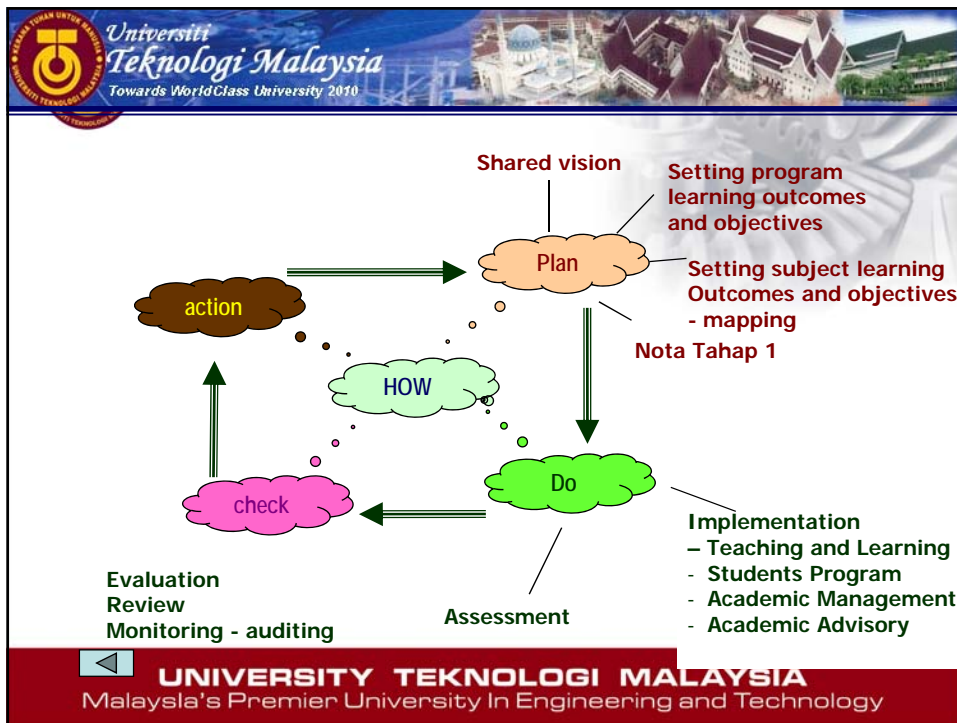 Universiti
Teknologi Malaysia
Towards WorldClass University 2010
Shared vision
Setting program
learning outcomes
and objectives
Plan
Setting subject learning
Outcomes and objectives
- mapping
Nota Tahap 1
action
HOW
Do
check
Implementation
– Teaching and Learning
- Students Program
- Academic Management
- Academic Advisory
Evaluation
Review
Monitoring - auditing
Assessment
UNIVERSITY TEKNOLOGI MALAYSIA
Malaysla's Premier University In Engineering and Technology